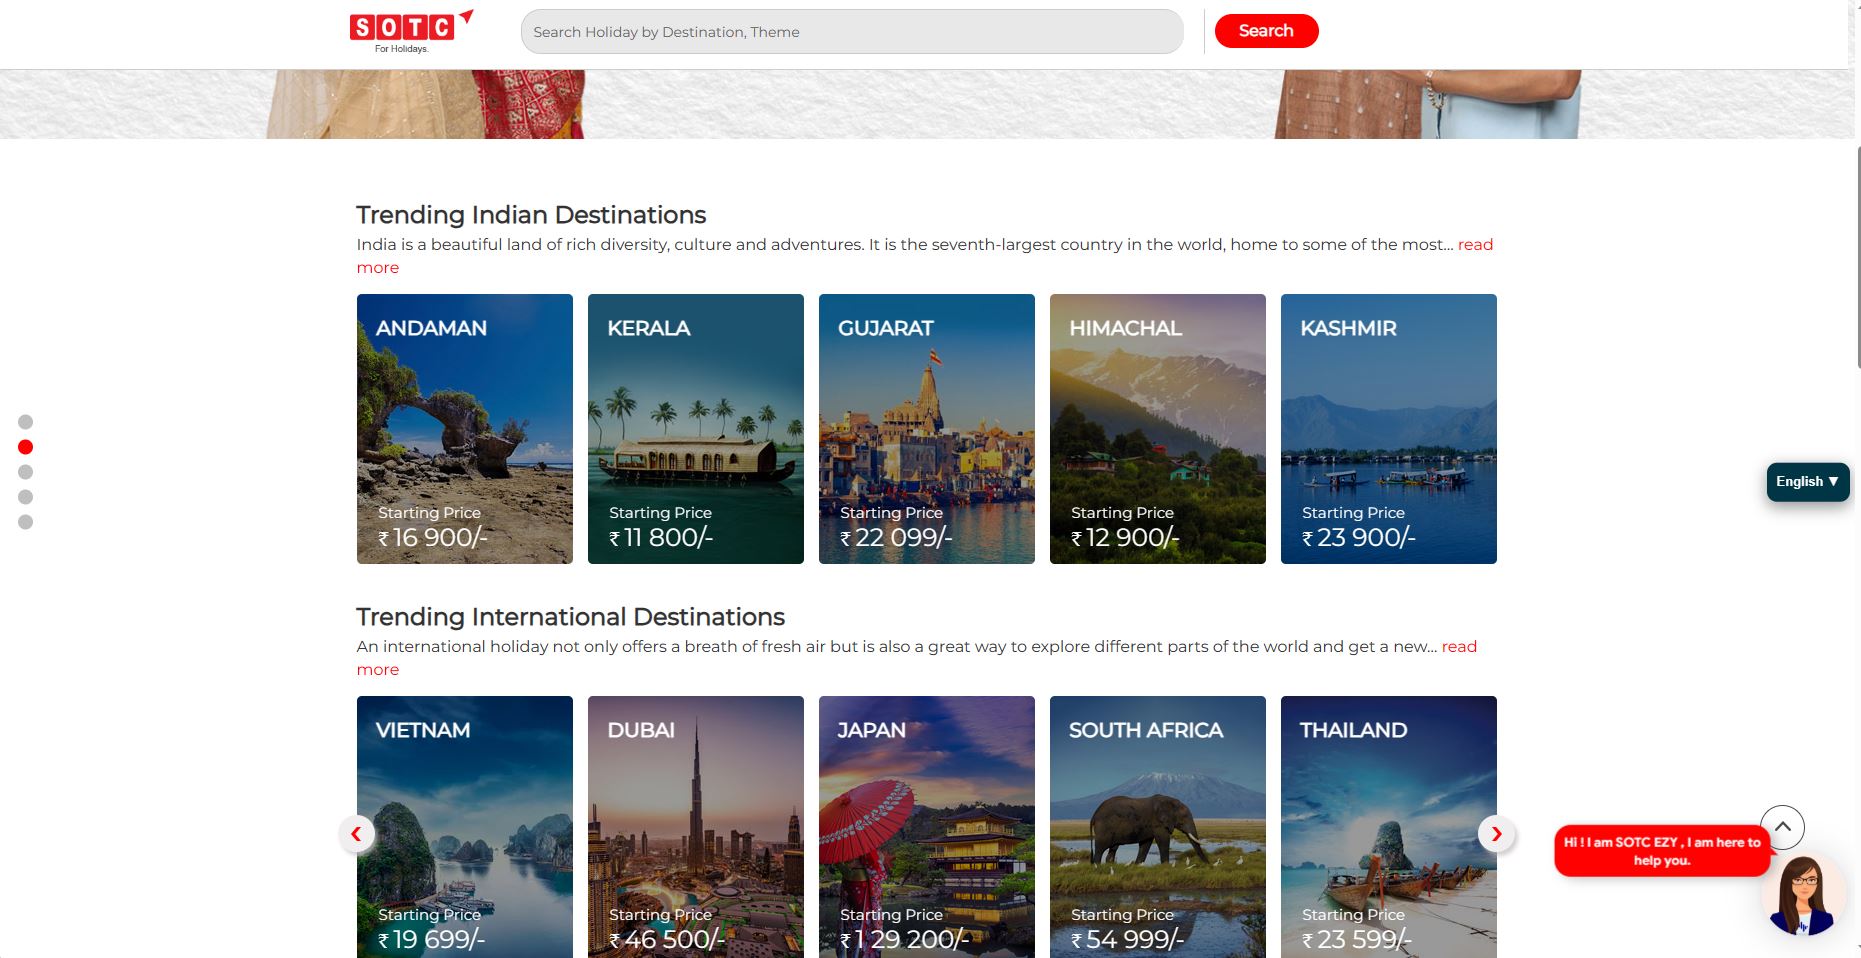 SOTC
For Holidays.
Search Holiday by Destination, Theme
Search
Trending Indian Destinations
India is a beautiful land of rich diversity, culture and adventures. It is the seventh-largest country in the world, home to some of the most... read
more
ANDAMAN
Starting Price
₹ 16 900/-
KERALA
Starting Price
₹ 11 800/-
GUJARAT
Starting Price
₹ 22 099/-
HIMACHAL
Starting Price
₹ 12 900/-
KASHMIR
Starting Price
₹ 23 900/-
English ▼
Trending International Destinations
An international holiday not only offers a breath of fresh air but is also a great way to explore different parts of the world and get a new... read
more
VIETNAM
Starting Price
₹ 19 699/-
DUBAI
Starting Price
₹ 46 500/-
JAPAN
Starting Price
₹ 1 29 200/-
SOUTH AFRICA
Starting Price
₹ 54 999/-
THAILAND
Starting Price
₹ 23 599/-
Hi ! I am SOTC EZY , I am here to
help you.